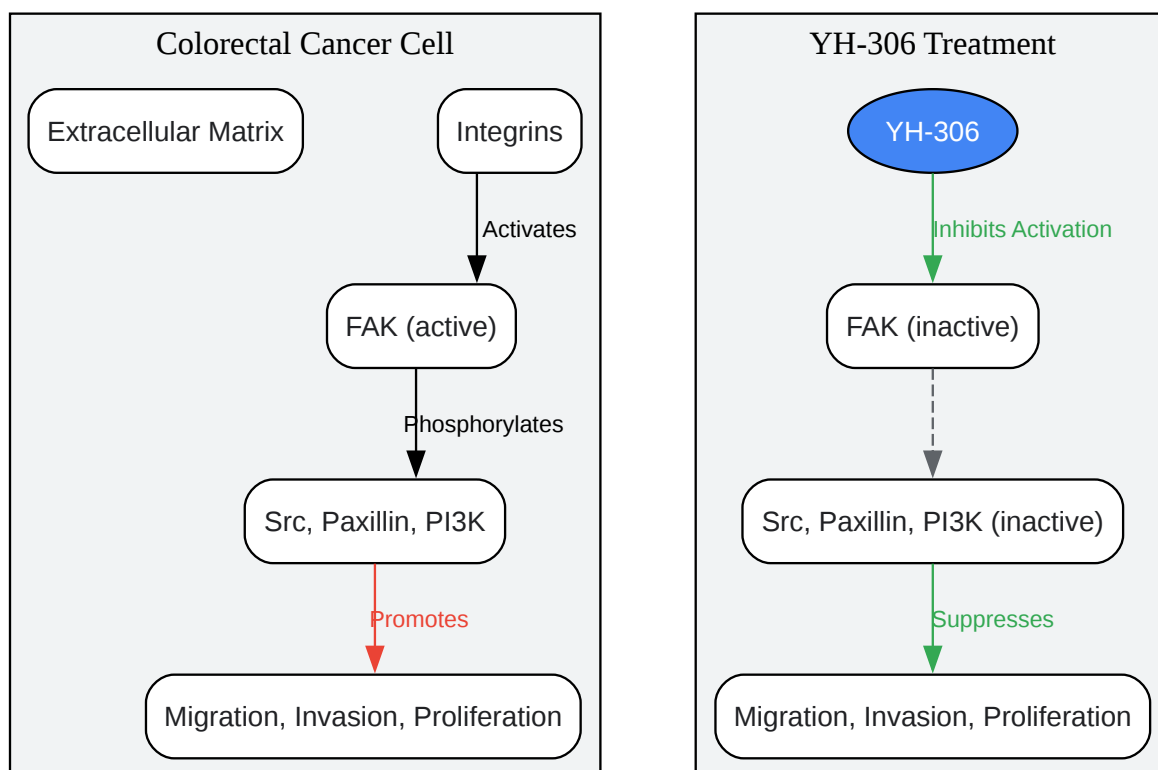 Colorectal Cancer Cell
Extracellular Matrix
Integrins
Activates
FAK (active)
Phosphorylates
Src, Paxillin, PI3K
Promotes
Migration, Invasion, Proliferation
YH-306 Treatment
YH-306
Inhibits Activation
FAK (inactive)
Src, Paxillin, PI3K (inactive)
Suppresses
Migration, Invasion, Proliferation